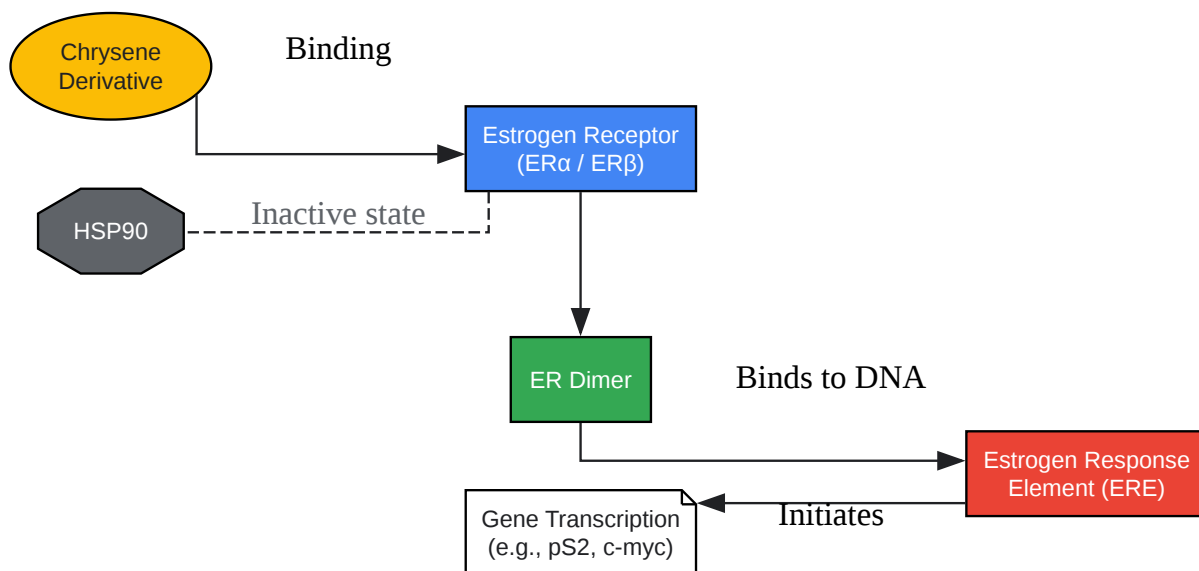 Chrysene
Derivative
Binding
Estrogen Receptor
(ERα / ERβ)
HSP90
Inactive state
ER Dimer
Binds to DNA
Estrogen Response
Element (ERE)
Initiates
Gene Transcription
(e.g., pS2, c-myc)